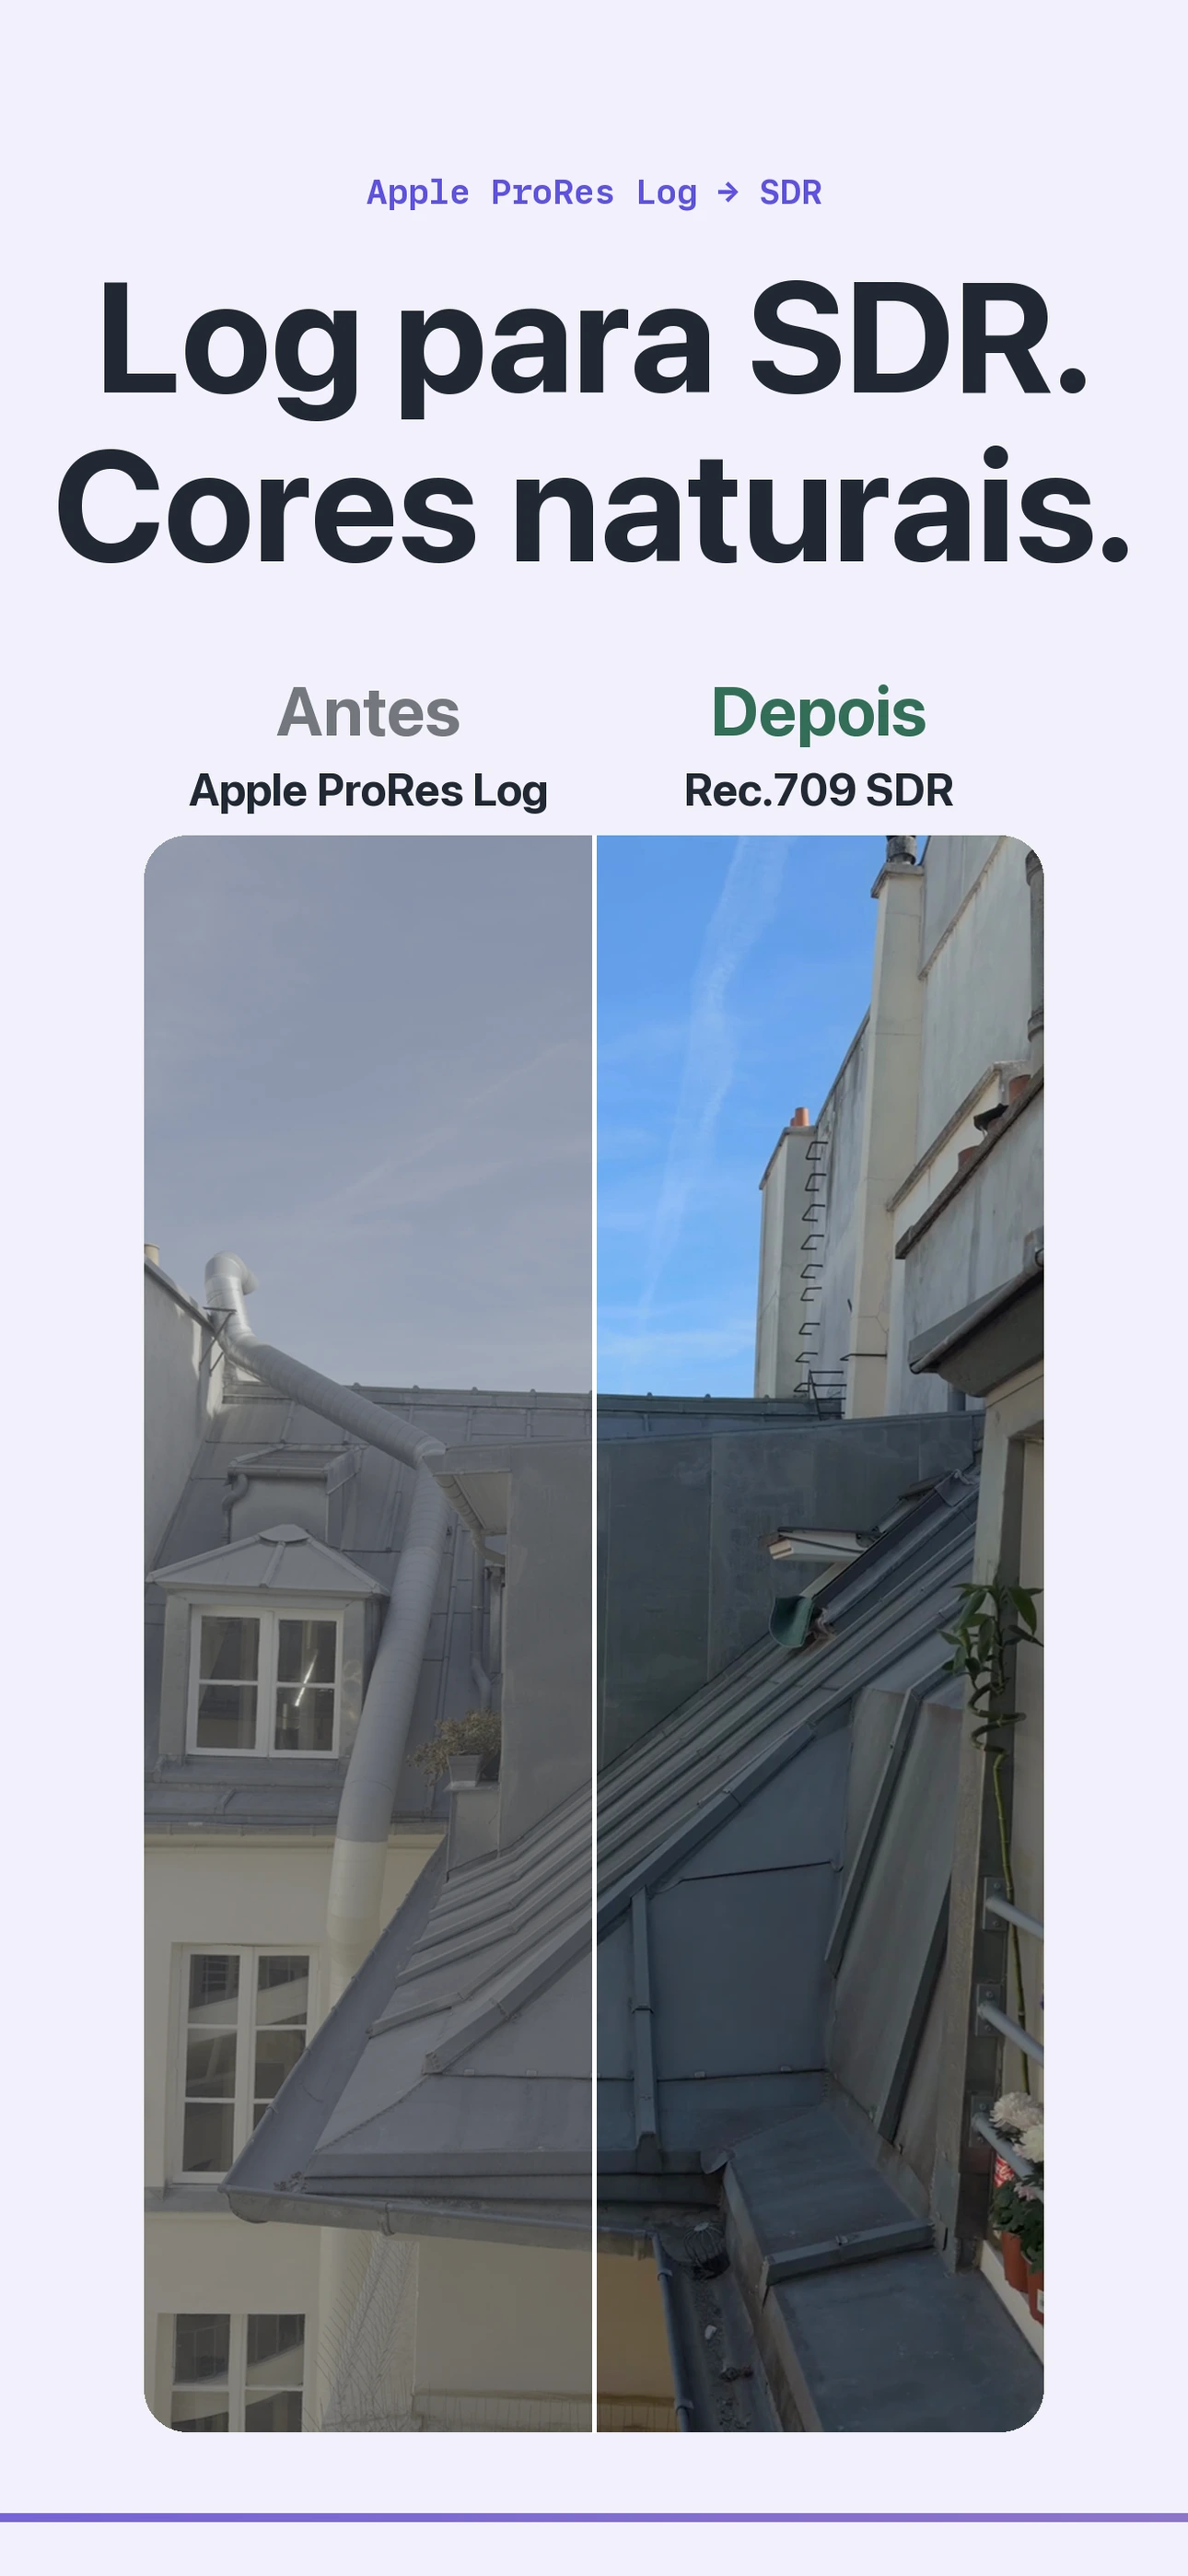 Apple ProRes Log → SDR
Log para SDR.
Cores naturais.
Antes
Depois
Apple ProRes Log
Rec.709 SDR